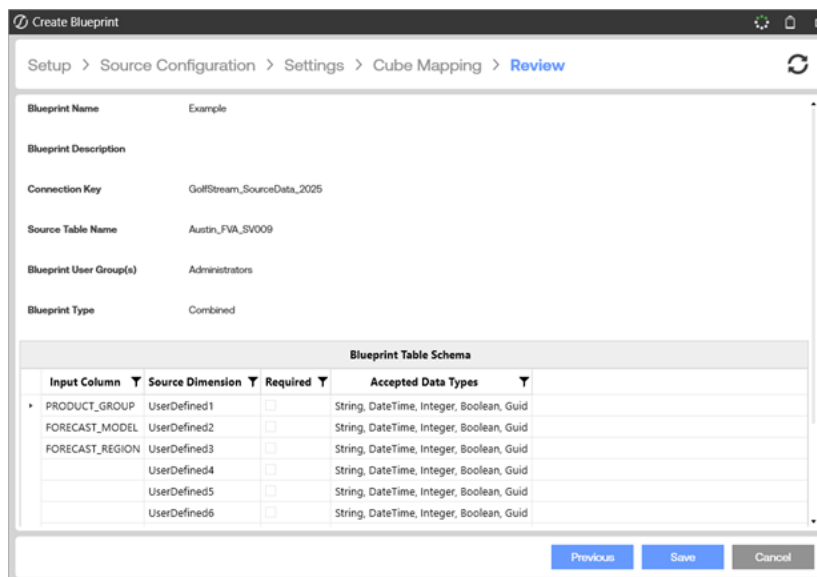 Create Blueprint
Setup > Source Configuration > Settings > Cube Mapping > Review
Blueprint Name Example
Blueprint Description
Connection Key GolfStream_SourceData_2025
Source Table Name Austin_FVA_SV009
Blueprint User Group(s) Administrators
Blueprint Type Combined
Blueprint Table Schema
Input Column Source Dimension Required Accepted Data Types
PRODUCT_GROUP UserDefined1 String, DateTime, Integer, Boolean, Guid
FORECAST_MODEL UserDefined2 String, DateTime, Integer, Boolean, Guid
FORECAST_REGION UserDefined3 String, DateTime, Integer, Boolean, Guid
UserDefined4 String, DateTime, Integer, Boolean, Guid
UserDefined5 String, DateTime, Integer, Boolean, Guid
UserDefined6 String, DateTime, Integer, Boolean, Guid
Previous Save Cancel